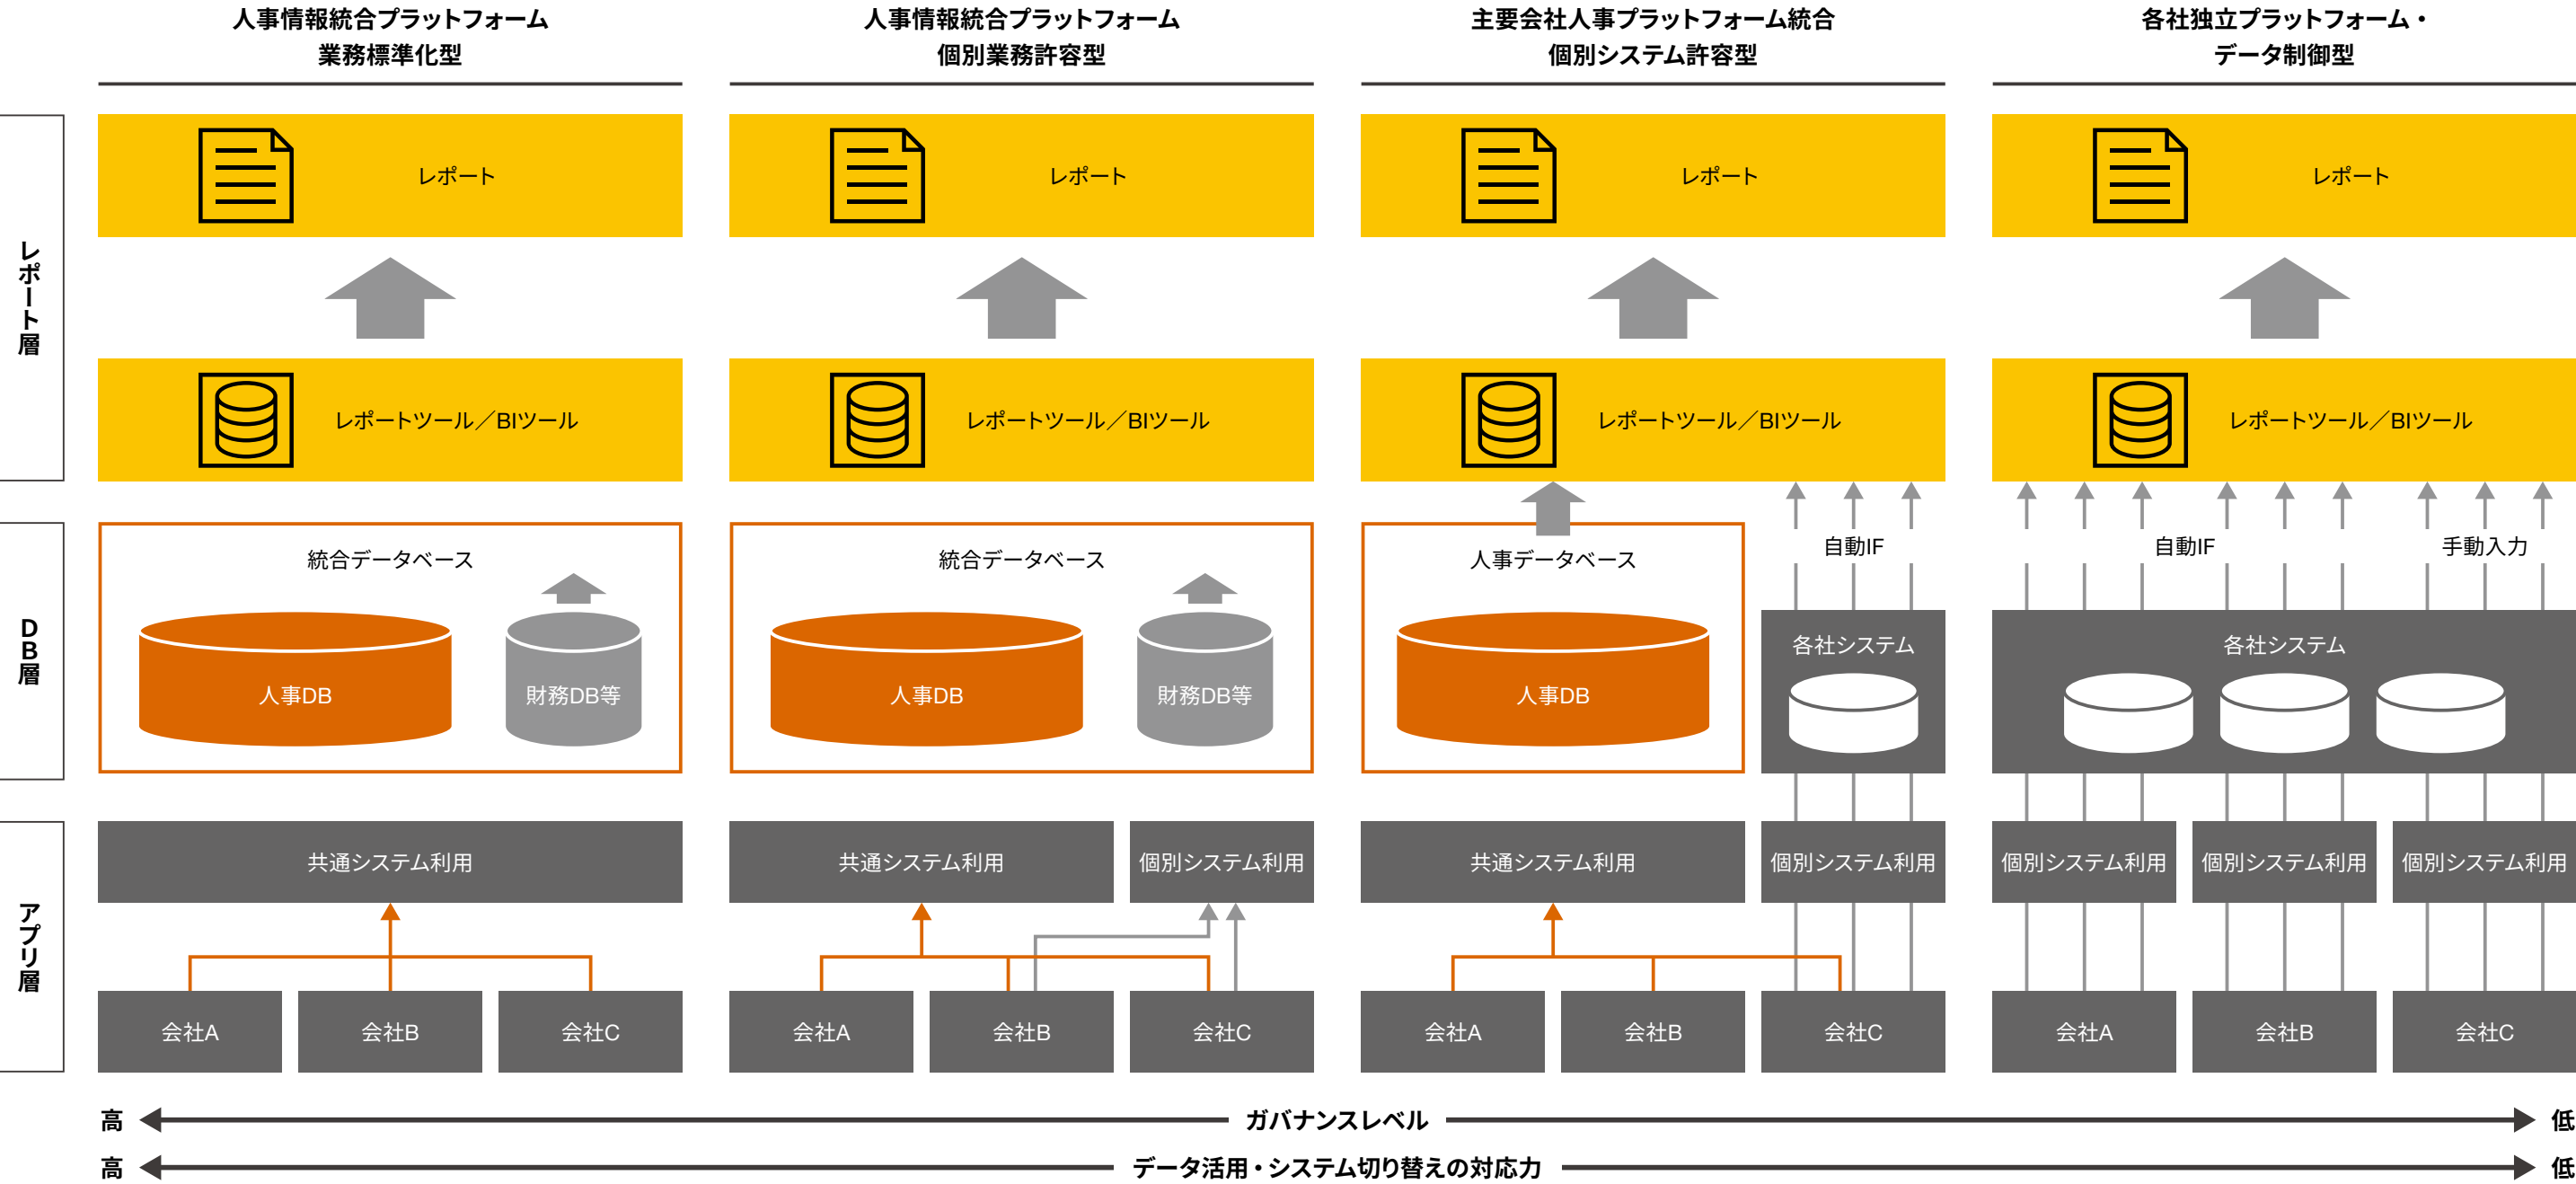 人事情報統合プラットフォーム
業務標準化型
人事情報統合プラットフォーム
個別業務許容型
主要会社人事プラットフォーム統合
個別システム許容型
各社独立プラットフォーム・
データ制御型
レポート層
レポート
レポート
レポート
レポート
レポートツール／BIツール
レポートツール／BIツール
レポートツール／BIツール
レポートツール／BIツール
DB層
統合データベース
人事DB
財務DB等
統合データベース
人事DB
財務DB等
人事データベース
人事DB
自動IF
各社システム
自動IF
手動入力
各社システム
アプリ層
共通システム利用
共通システム利用
個別システム利用
共通システム利用
個別システム利用
個別システム利用
個別システム利用
個別システム利用
会社A
会社B
会社C
会社A
会社B
会社C
会社A
会社B
会社C
会社A
会社B
会社C
高
ガバナンスレベル
低
高
データ活用・システム切り替えの対応力
低